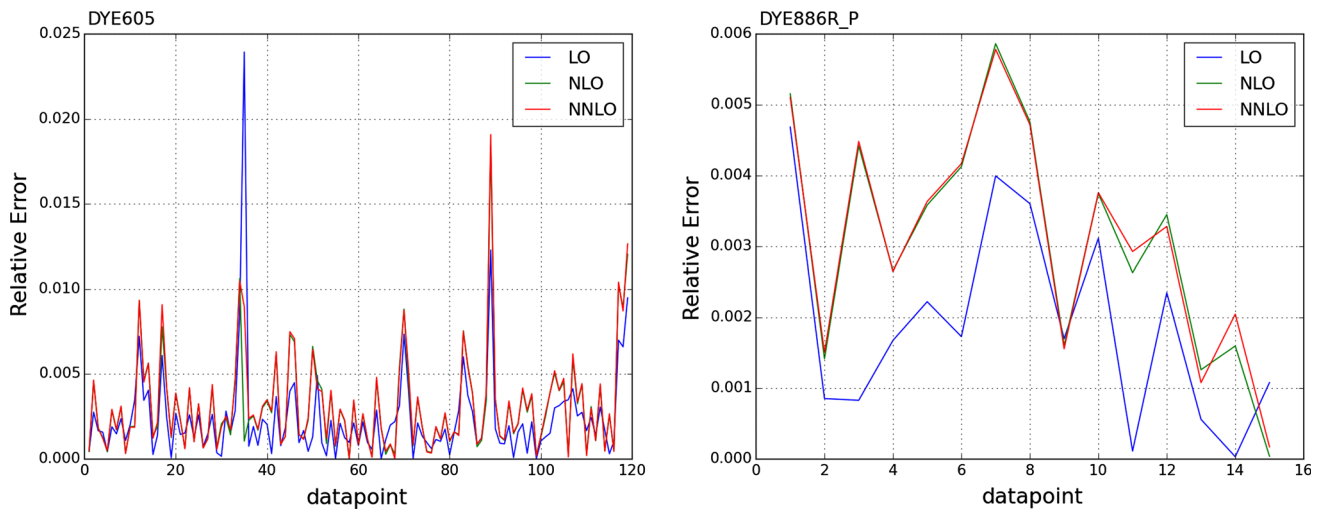 DYE605
0.025
0.020
0.015
0.010
0.005
0.000
0 20 40 60 80 100 120
Relative Error
datapoint
LO
NLO
NNLO
DYE886R_P
0.006
0.005
0.004
0.003
0.002
0.001
0.000
0 2 4 6 8 10 12 14 16
Relative Error
datapoint
LO
NLO
NNLO